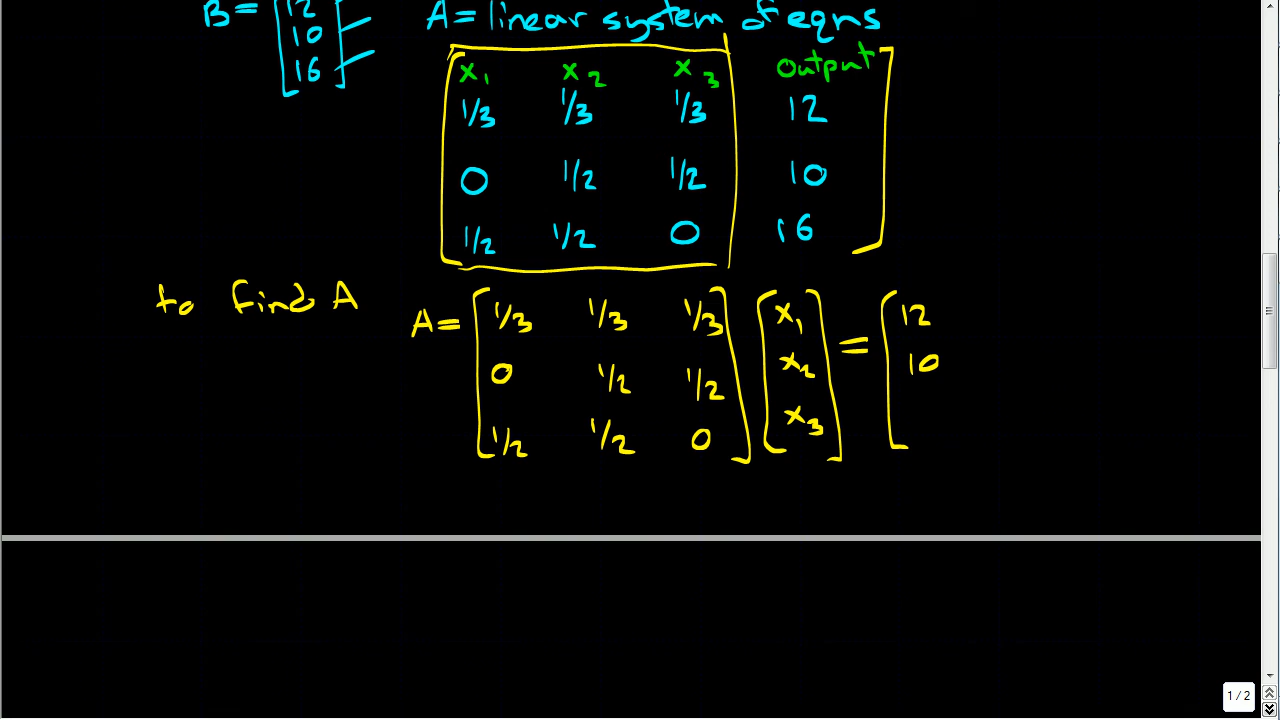 B = [12 A = linear system of eqns
10
16]
x1 x2 x3 output
1/3 1/3 1/3 12
0 1/2 1/2 10
1/2 1/2 0 16
to find A
A = [1/3 1/3 1/3] [x1] = [12
0 1/2 1/2 x2 10
1/2 1/2 0 x3
1 / 2